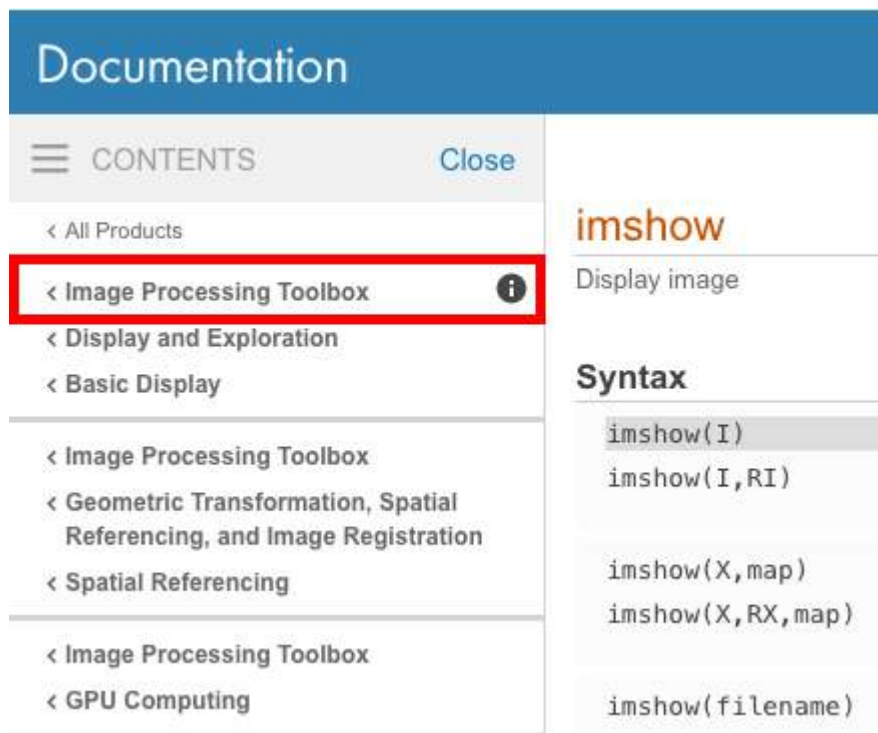 Documentation
CONTENTS
Close
< All Products
< Image Processing Toolbox
< Display and Exploration
< Basic Display
< Image Processing Toolbox
< Geometric Transformation, Spatial
Referencing, and Image Registration
< Spatial Referencing
< Image Processing Toolbox
< GPU Computing
imshow
Display image
Syntax
imshow(I)
imshow(I,RI)
imshow(X,map)
imshow(X,RX,map)
imshow(filename)